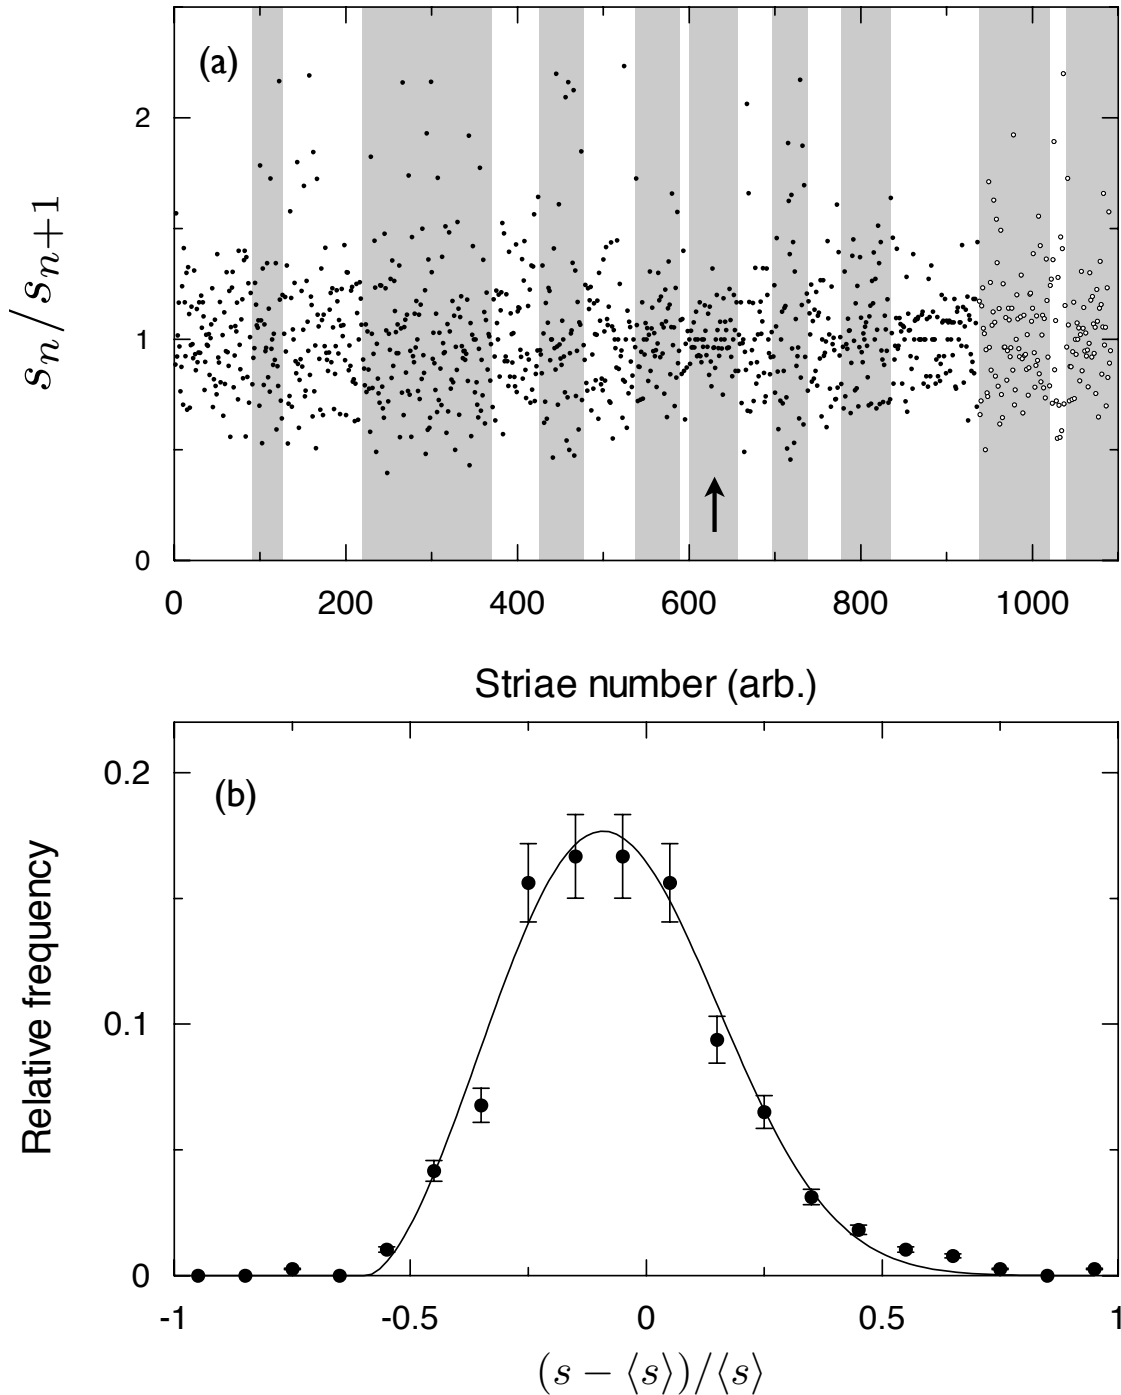 (a)
2
1
0
s_n / s_{n+1}
0 200 400 600 800 1000
Striae number (arb.)
(b)
0.2
0.1
0
Relative frequency
-1 -0.5 0 0.5 1
(s − ⟨s⟩)/⟨s⟩